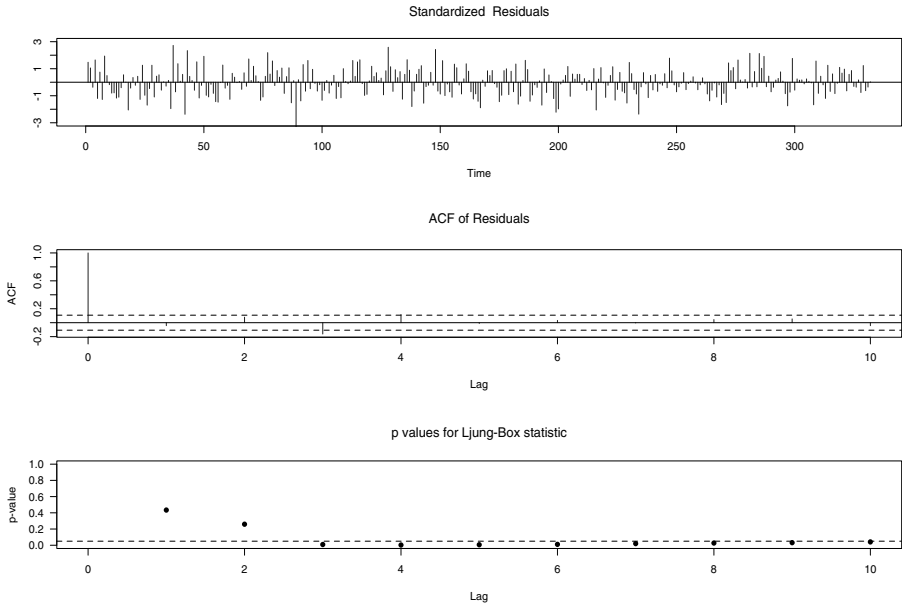 Standardized Residuals
3
1
-1
-3
0 50 100 150 200 250 300
Time
ACF of Residuals
ACF
1.0
0.6
0.2
-0.2
0 2 4 6 8 10
Lag
p values for Ljung-Box statistic
p-value
1.0
0.8
0.6
0.4
0.2
0.0
0 2 4 6 8 10
Lag